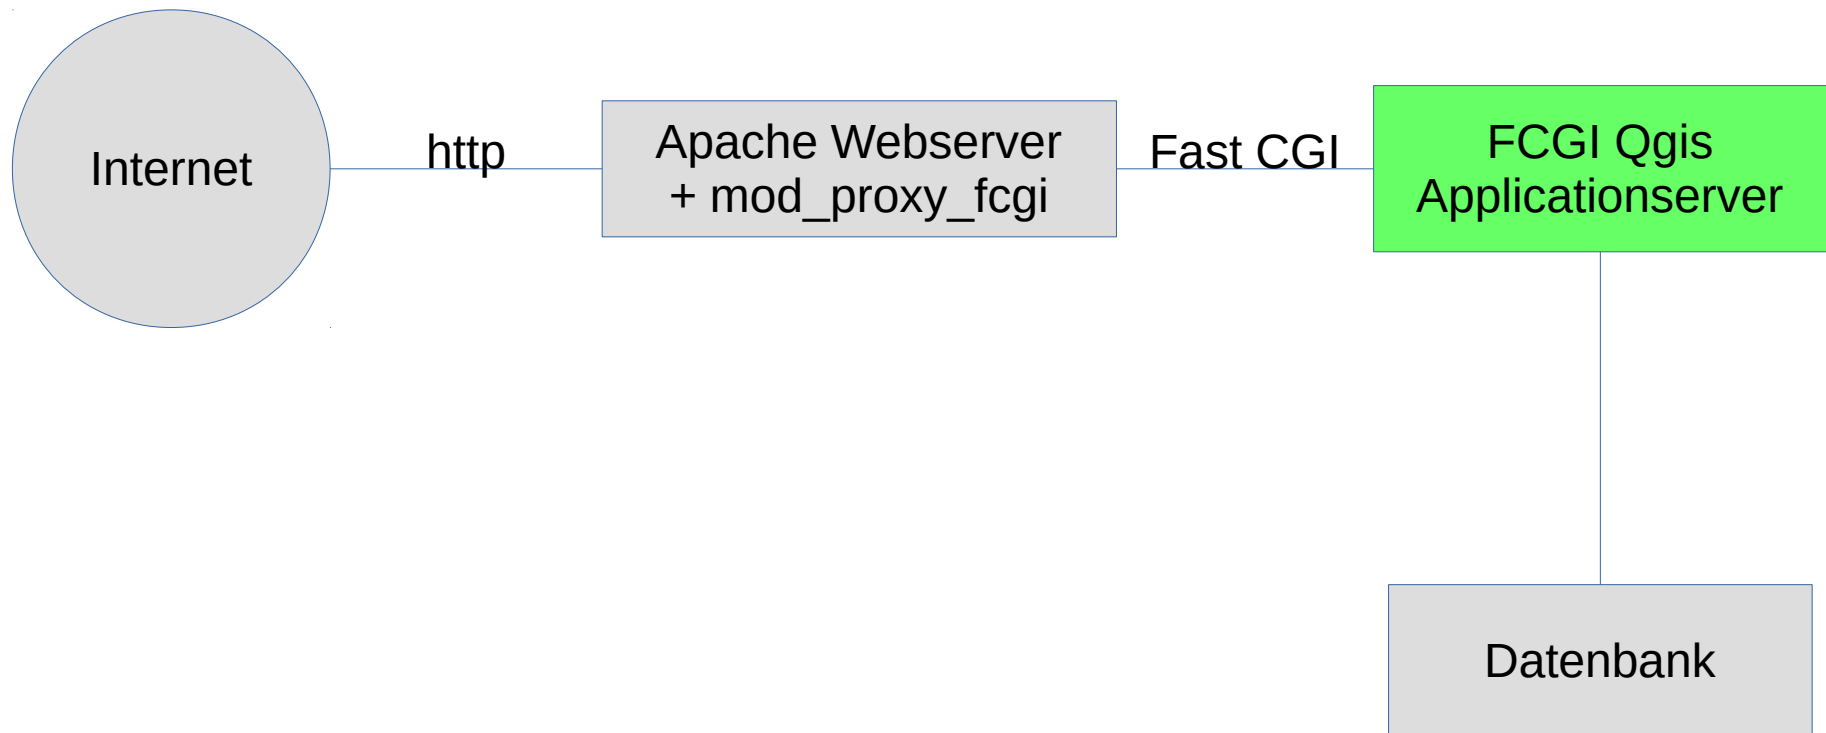 Internet
http
Apache Webserver
+ mod_proxy_fcgi
Fast CGI
FCGI Qgis
Applicationserver
Datenbank